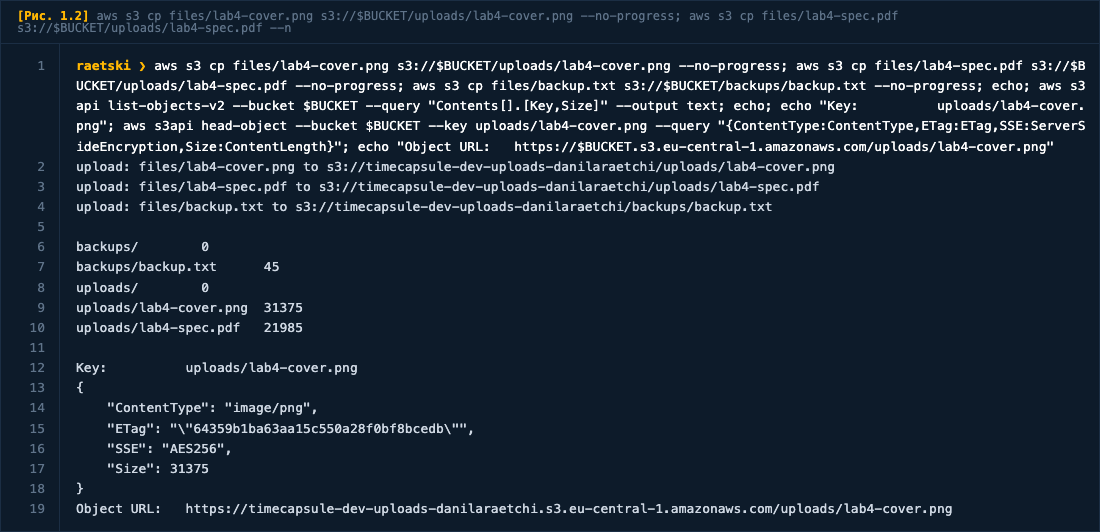 [Рис. 1.2] aws s3 cp files/lab4-cover.png s3://$BUCKET/uploads/lab4-cover.png --no-progress; aws s3 cp files/lab4-spec.pdf
s3://$BUCKET/uploads/lab4-spec.pdf --n
1 raetski ❯ aws s3 cp files/lab4-cover.png s3://$BUCKET/uploads/lab4-cover.png --no-progress; aws s3 cp files/lab4-spec.pdf s3://$B
UCKET/uploads/lab4-spec.pdf --no-progress; aws s3 cp files/backup.txt s3://$BUCKET/backups/backup.txt --no-progress; echo; aws s3
api list-objects-v2 --bucket $BUCKET --query "Contents[].[Key,Size]" --output text; echo; echo "Key:          uploads/lab4-cover.
png"; aws s3api head-object --bucket $BUCKET --key uploads/lab4-cover.png --query "{ContentType:ContentType,ETag:ETag,SSE:ServerS
ideEncryption,Size:ContentLength}"; echo "Object URL:   https://$BUCKET.s3.eu-central-1.amazonaws.com/uploads/lab4-cover.png"
2 upload: files/lab4-cover.png to s3://timecapsule-dev-uploads-danilaraetchi/uploads/lab4-cover.png
3 upload: files/lab4-spec.pdf to s3://timecapsule-dev-uploads-danilaraetchi/uploads/lab4-spec.pdf
4 upload: files/backup.txt to s3://timecapsule-dev-uploads-danilaraetchi/backups/backup.txt
5
6 backups/        0
7 backups/backup.txt      45
8 uploads/        0
9 uploads/lab4-cover.png  31375
10 uploads/lab4-spec.pdf   21985
11
12 Key:          uploads/lab4-cover.png
13 {
14     "ContentType": "image/png",
15     "ETag": "\"64359b1ba63aa15c550a28f0bf8bcedb\"",
16     "SSE": "AES256",
17     "Size": 31375
18 }
19 Object URL:   https://timecapsule-dev-uploads-danilaraetchi.s3.eu-central-1.amazonaws.com/uploads/lab4-cover.png